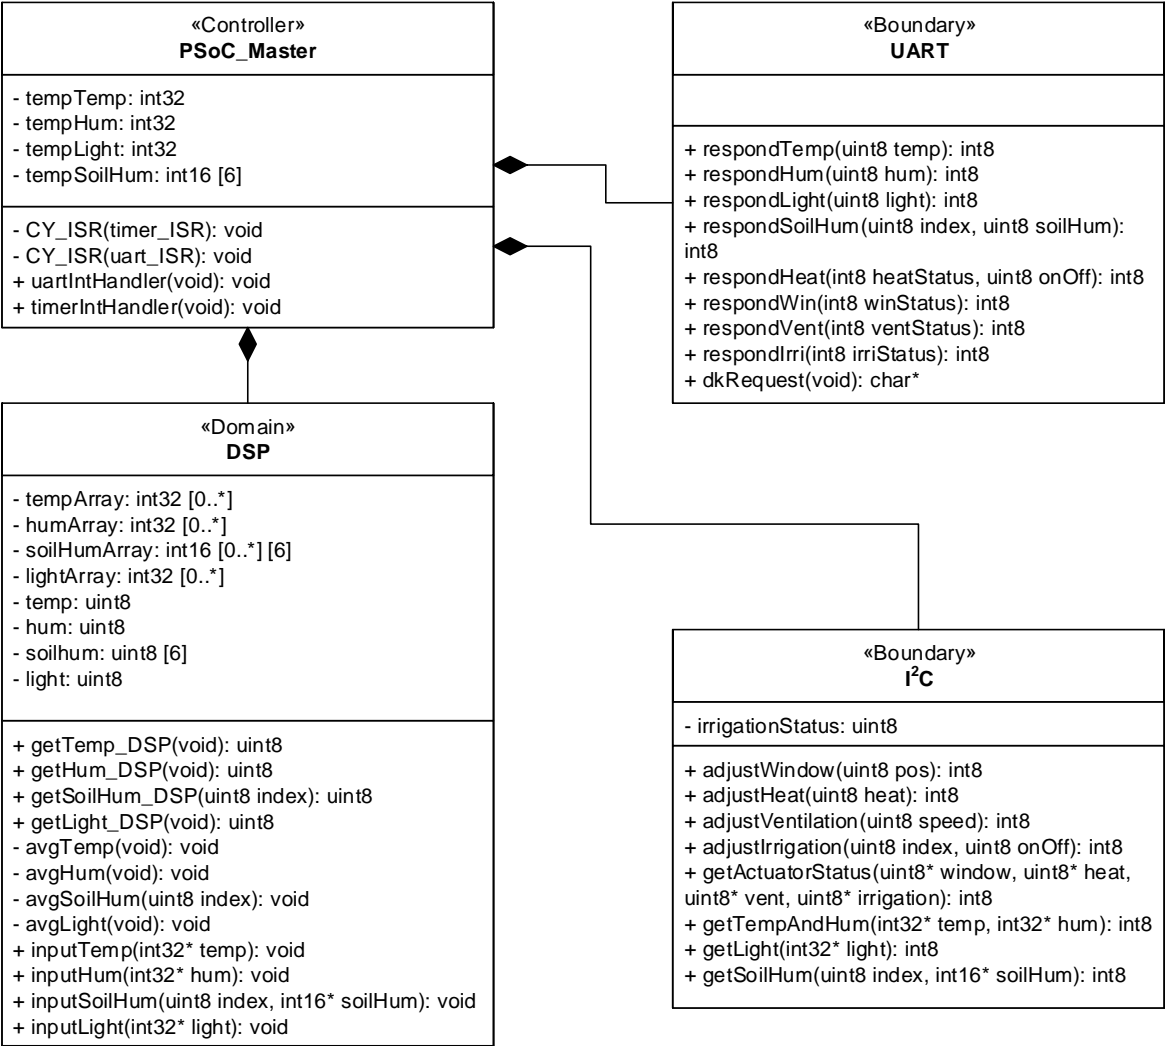 «Controller»
PSoC_Master
- tempTemp: int32
- tempHum: int32
- tempLight: int32
- tempSoilHum: int16 [6]
- CY_ISR(timer_ISR): void
- CY_ISR(uart_ISR): void
+ uartIntHandler(void): void
+ timerIntHandler(void): void
«Boundary»
UART
+ respondTemp(uint8 temp): int8
+ respondHum(uint8 hum): int8
+ respondLight(uint8 light): int8
+ respondSoilHum(uint8 index, uint8 soilHum):
int8
+ respondHeat(int8 heatStatus, uint8 onOff): int8
+ respondWin(int8 winStatus): int8
+ respondVent(int8 ventStatus): int8
+ respondIrri(int8 irriStatus): int8
+ dkRequest(void): char*
«Domain»
DSP
- tempArray: int32 [0..*]
- humArray: int32 [0..*]
- soilHumArray: int16 [0..*] [6]
- lightArray: int32 [0..*]
- temp: uint8
- hum: uint8
- soilhum: uint8 [6]
- light: uint8
+ getTemp_DSP(void): uint8
+ getHum_DSP(void): uint8
+ getSoilHum_DSP(uint8 index): uint8
+ getLight_DSP(void): uint8
- avgTemp(void): void
- avgHum(void): void
- avgSoilHum(uint8 index): void
- avgLight(void): void
+ inputTemp(int32* temp): void
+ inputHum(int32* hum): void
+ inputSoilHum(uint8 index, int16* soilHum): void
+ inputLight(int32* light): void
«Boundary»
I²C
- irrigationStatus: uint8
+ adjustWindow(uint8 pos): int8
+ adjustHeat(uint8 heat): int8
+ adjustVentilation(uint8 speed): int8
+ adjustIrrigation(uint8 index, uint8 onOff): int8
+ getActuatorStatus(uint8* window, uint8* heat,
uint8* vent, uint8* irrigation): int8
+ getTempAndHum(int32* temp, int32* hum): int8
+ getLight(int32* light): int8
+ getSoilHum(uint8 index, int16* soilHum): int8